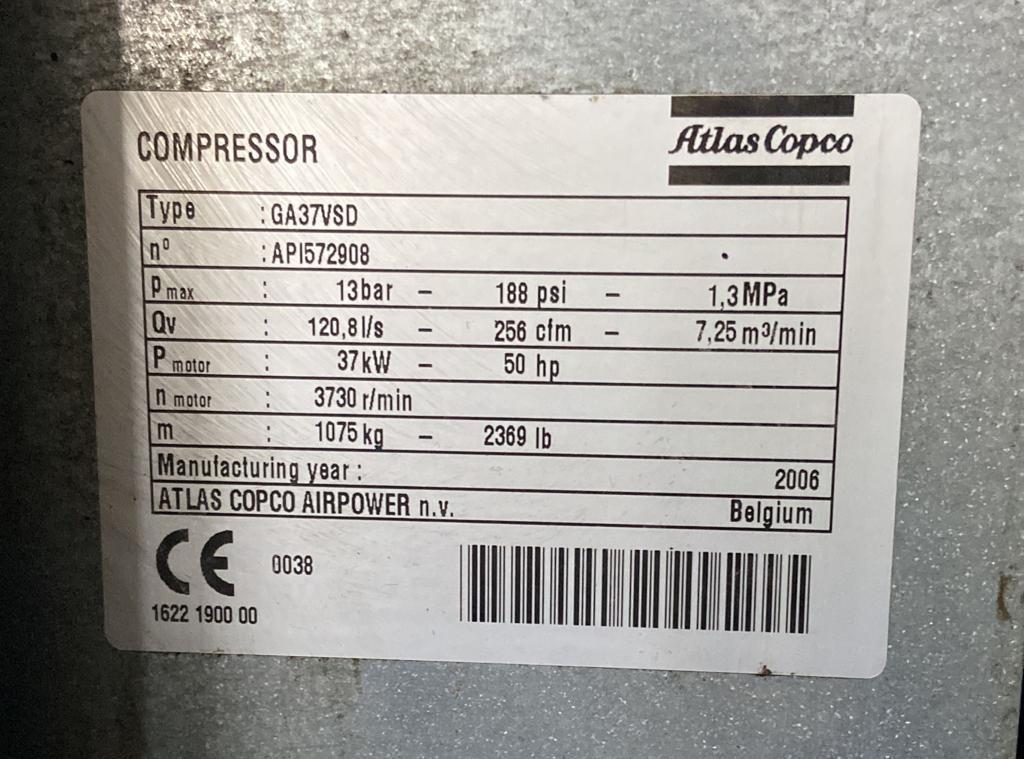 COMPRESSOR
Atlas Copco
Type : GA37VSD
nº : API572908
Pmax : 13bar – 188 psi – 1,3 MPa
Qv : 120,8 l/s – 256 cfm – 7,25 m³/min
P motor : 37 kW – 50 hp
n motor : 3730 r/min
m : 1075 kg – 2369 lb
Manufacturing year : 2006
ATLAS COPCO AIRPOWER n.v. Belgium
CE 0038
1622 1900 00